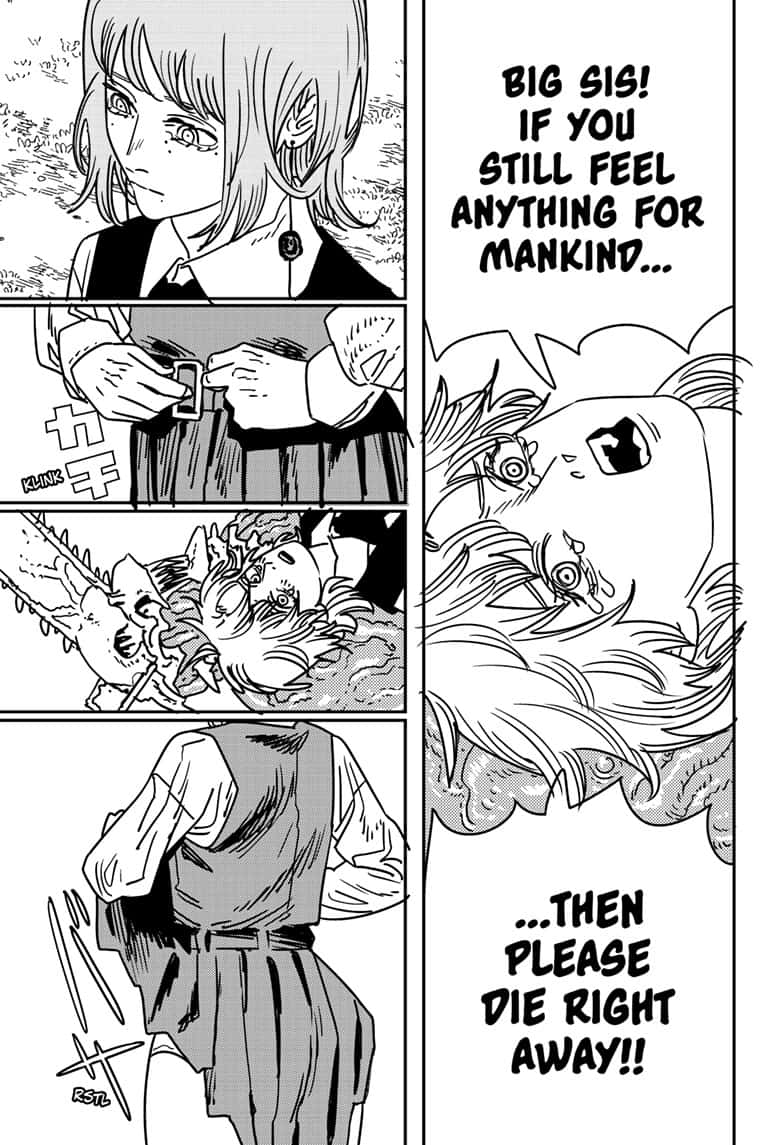 BIG SIS!
IF YOU
STILL FEEL
ANYTHING FOR
MANKIND...
...THEN
PLEASE
DIE RIGHT
AWAY!!
カチ
KLINK
RSTL